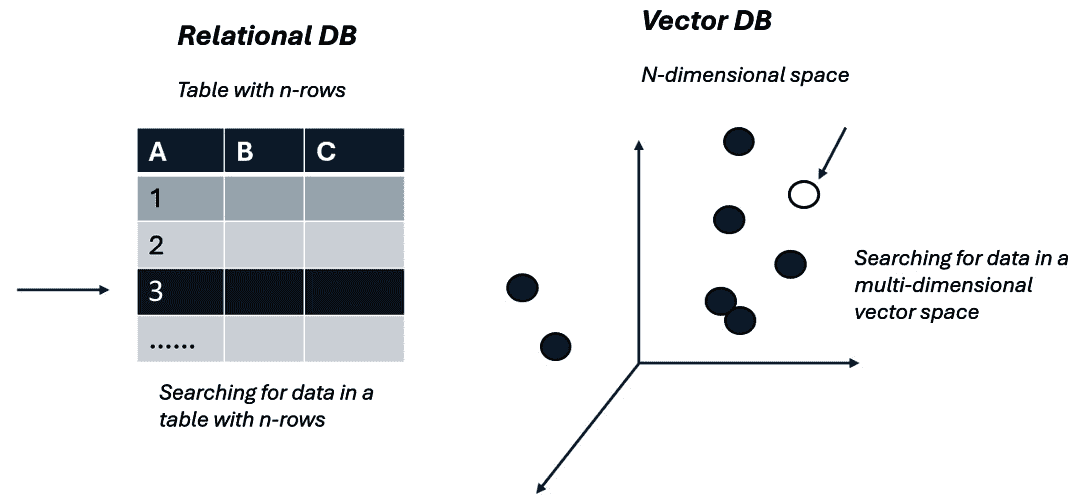 Relational DB
Table with n-rows
A B C
1
2
3
......
Searching for data in a
table with n-rows
Vector DB
N-dimensional space
Searching for data in a
multi-dimensional
vector space